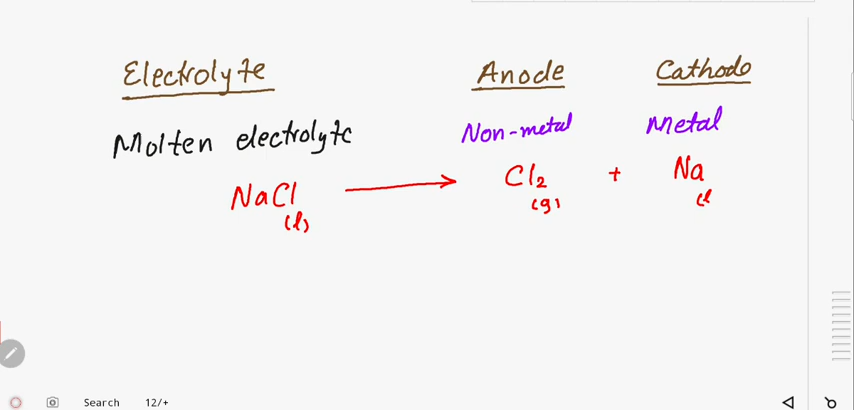 Electrolyte Anode Cathode
Molten electrolyte Non-metal Metal
NaCl(l) → Cl2(g) + Na(l
Search 12/+